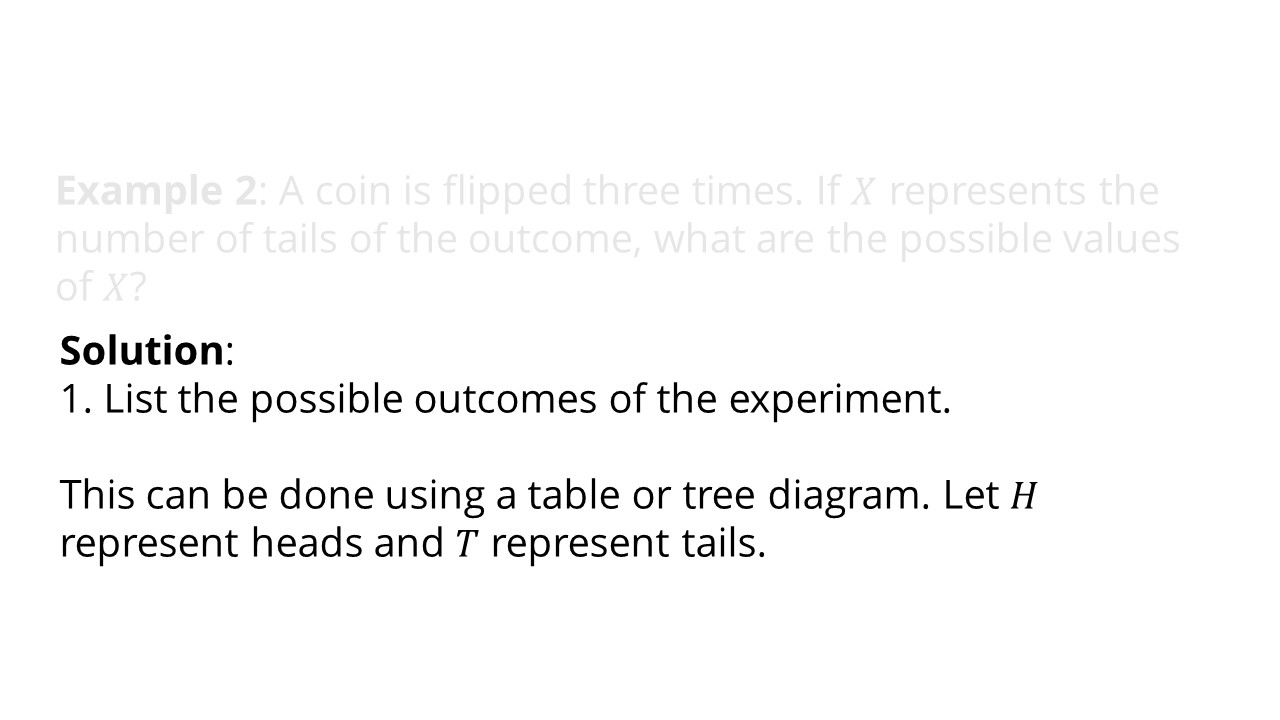 Example 2: A coin is flipped three times. If X represents the
number of tails of the outcome, what are the possible values
of X?
Solution:
1. List the possible outcomes of the experiment.
This can be done using a table or tree diagram. Let H
represent heads and T represent tails.